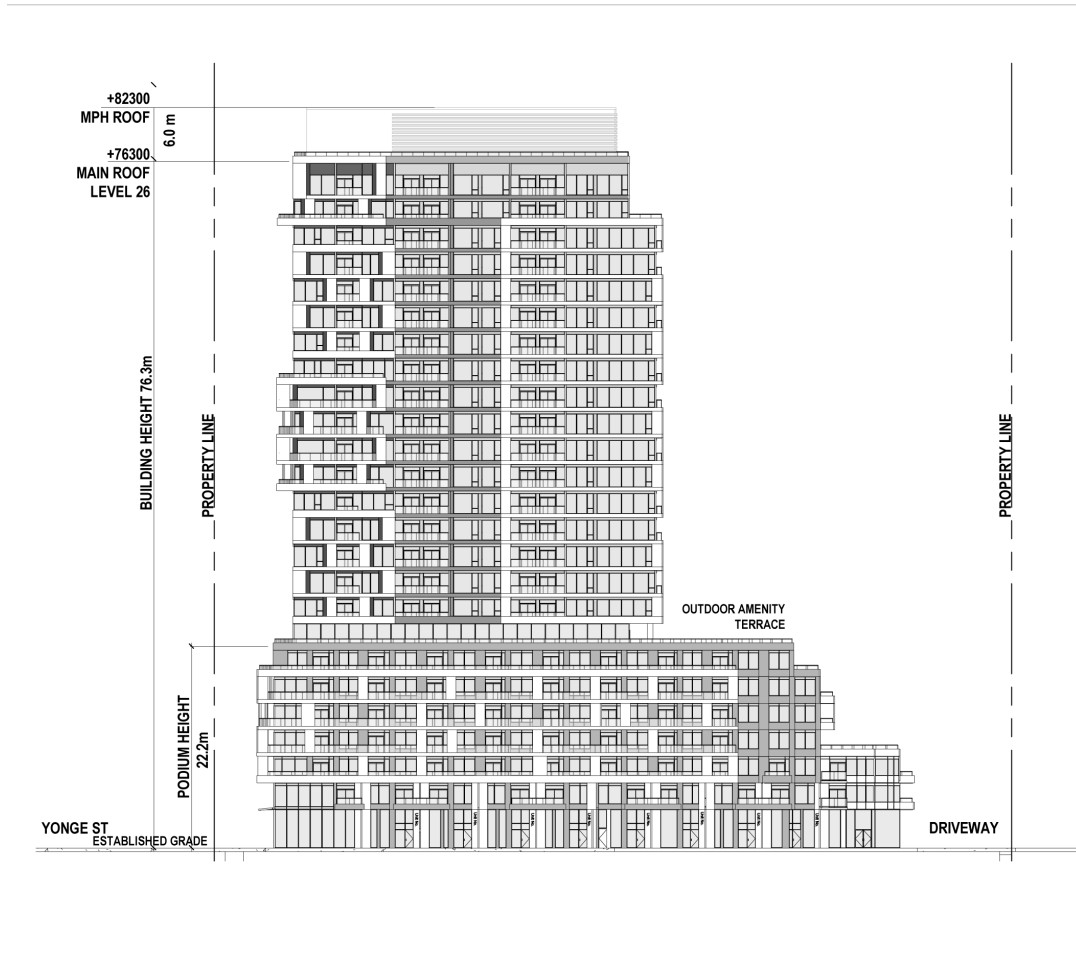 +82300
MPH ROOF
6.0 m
+76300
MAIN ROOF
LEVEL 26
BUILDING HEIGHT 76.3m
PROPERTY LINE
PROPERTY LINE
OUTDOOR AMENITY
TERRACE
PODIUM HEIGHT
22.2m
YONGE ST
ESTABLISHED GRADE
DRIVEWAY